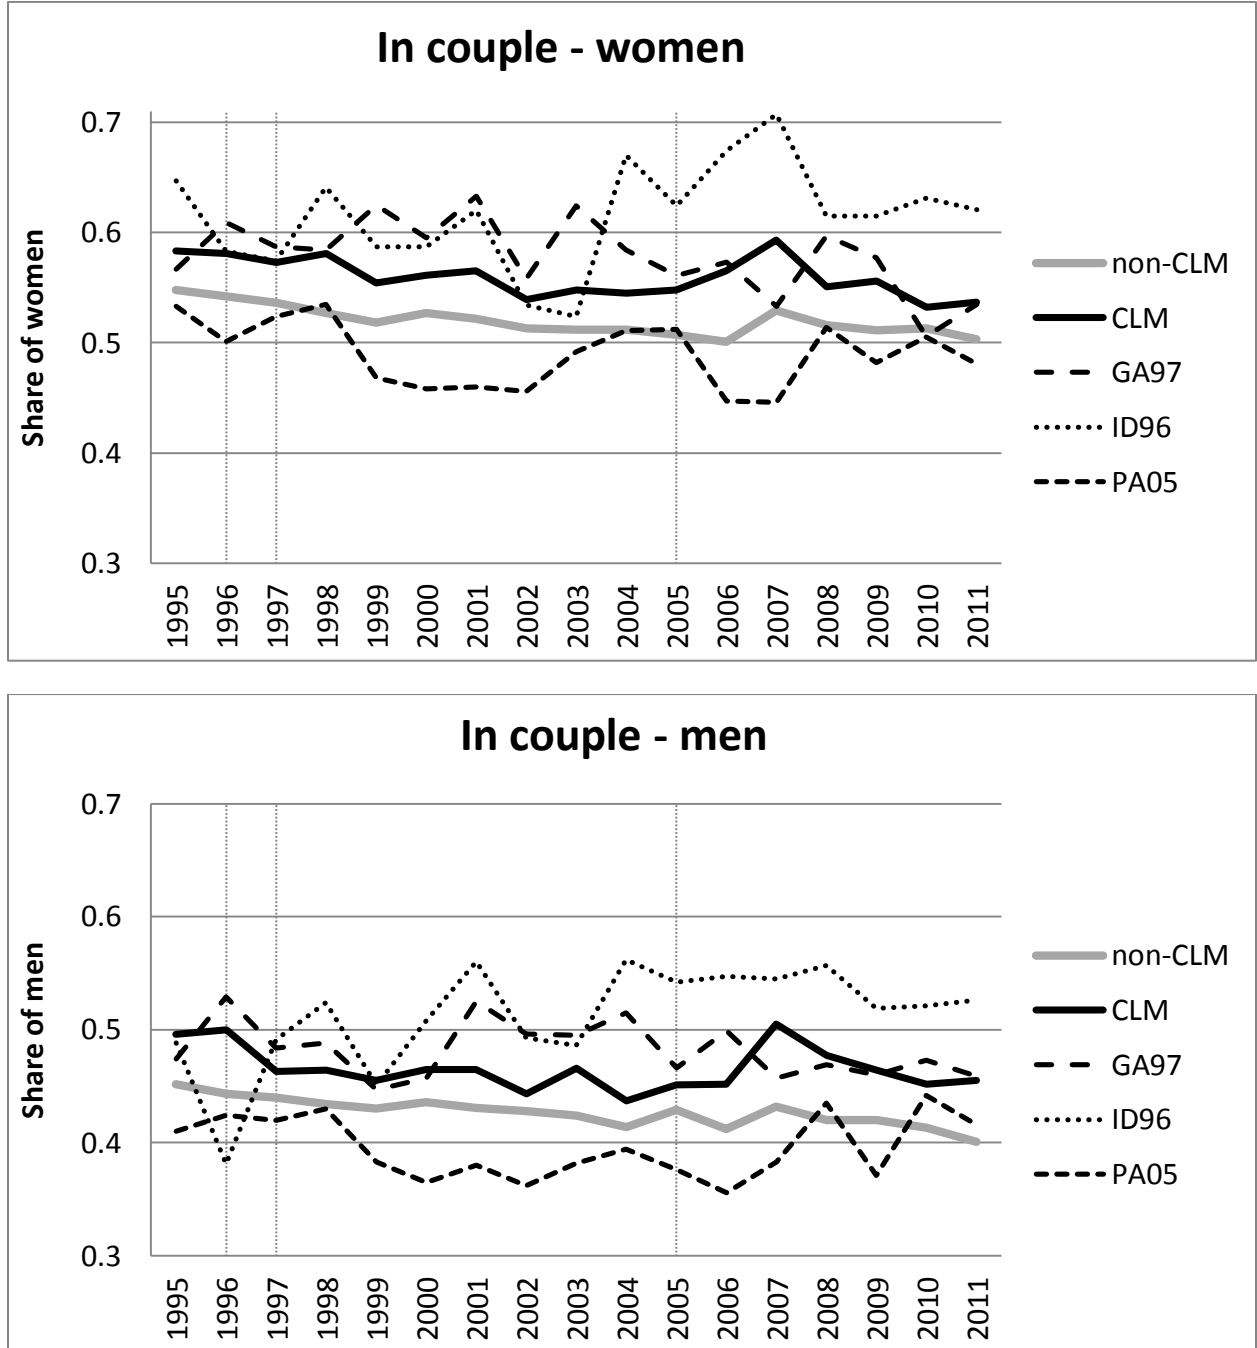 In couple - women
Share of women
0.7
0.6
0.5
0.4
0.3
1995 1996 1997 1998 1999 2000 2001 2002 2003 2004 2005 2006 2007 2008 2009 2010 2011
non-CLM
CLM
GA97
ID96
PA05
In couple - men
Share of men
0.7
0.6
0.5
0.4
0.3
1995 1996 1997 1998 1999 2000 2001 2002 2003 2004 2005 2006 2007 2008 2009 2010 2011
non-CLM
CLM
GA97
ID96
PA05